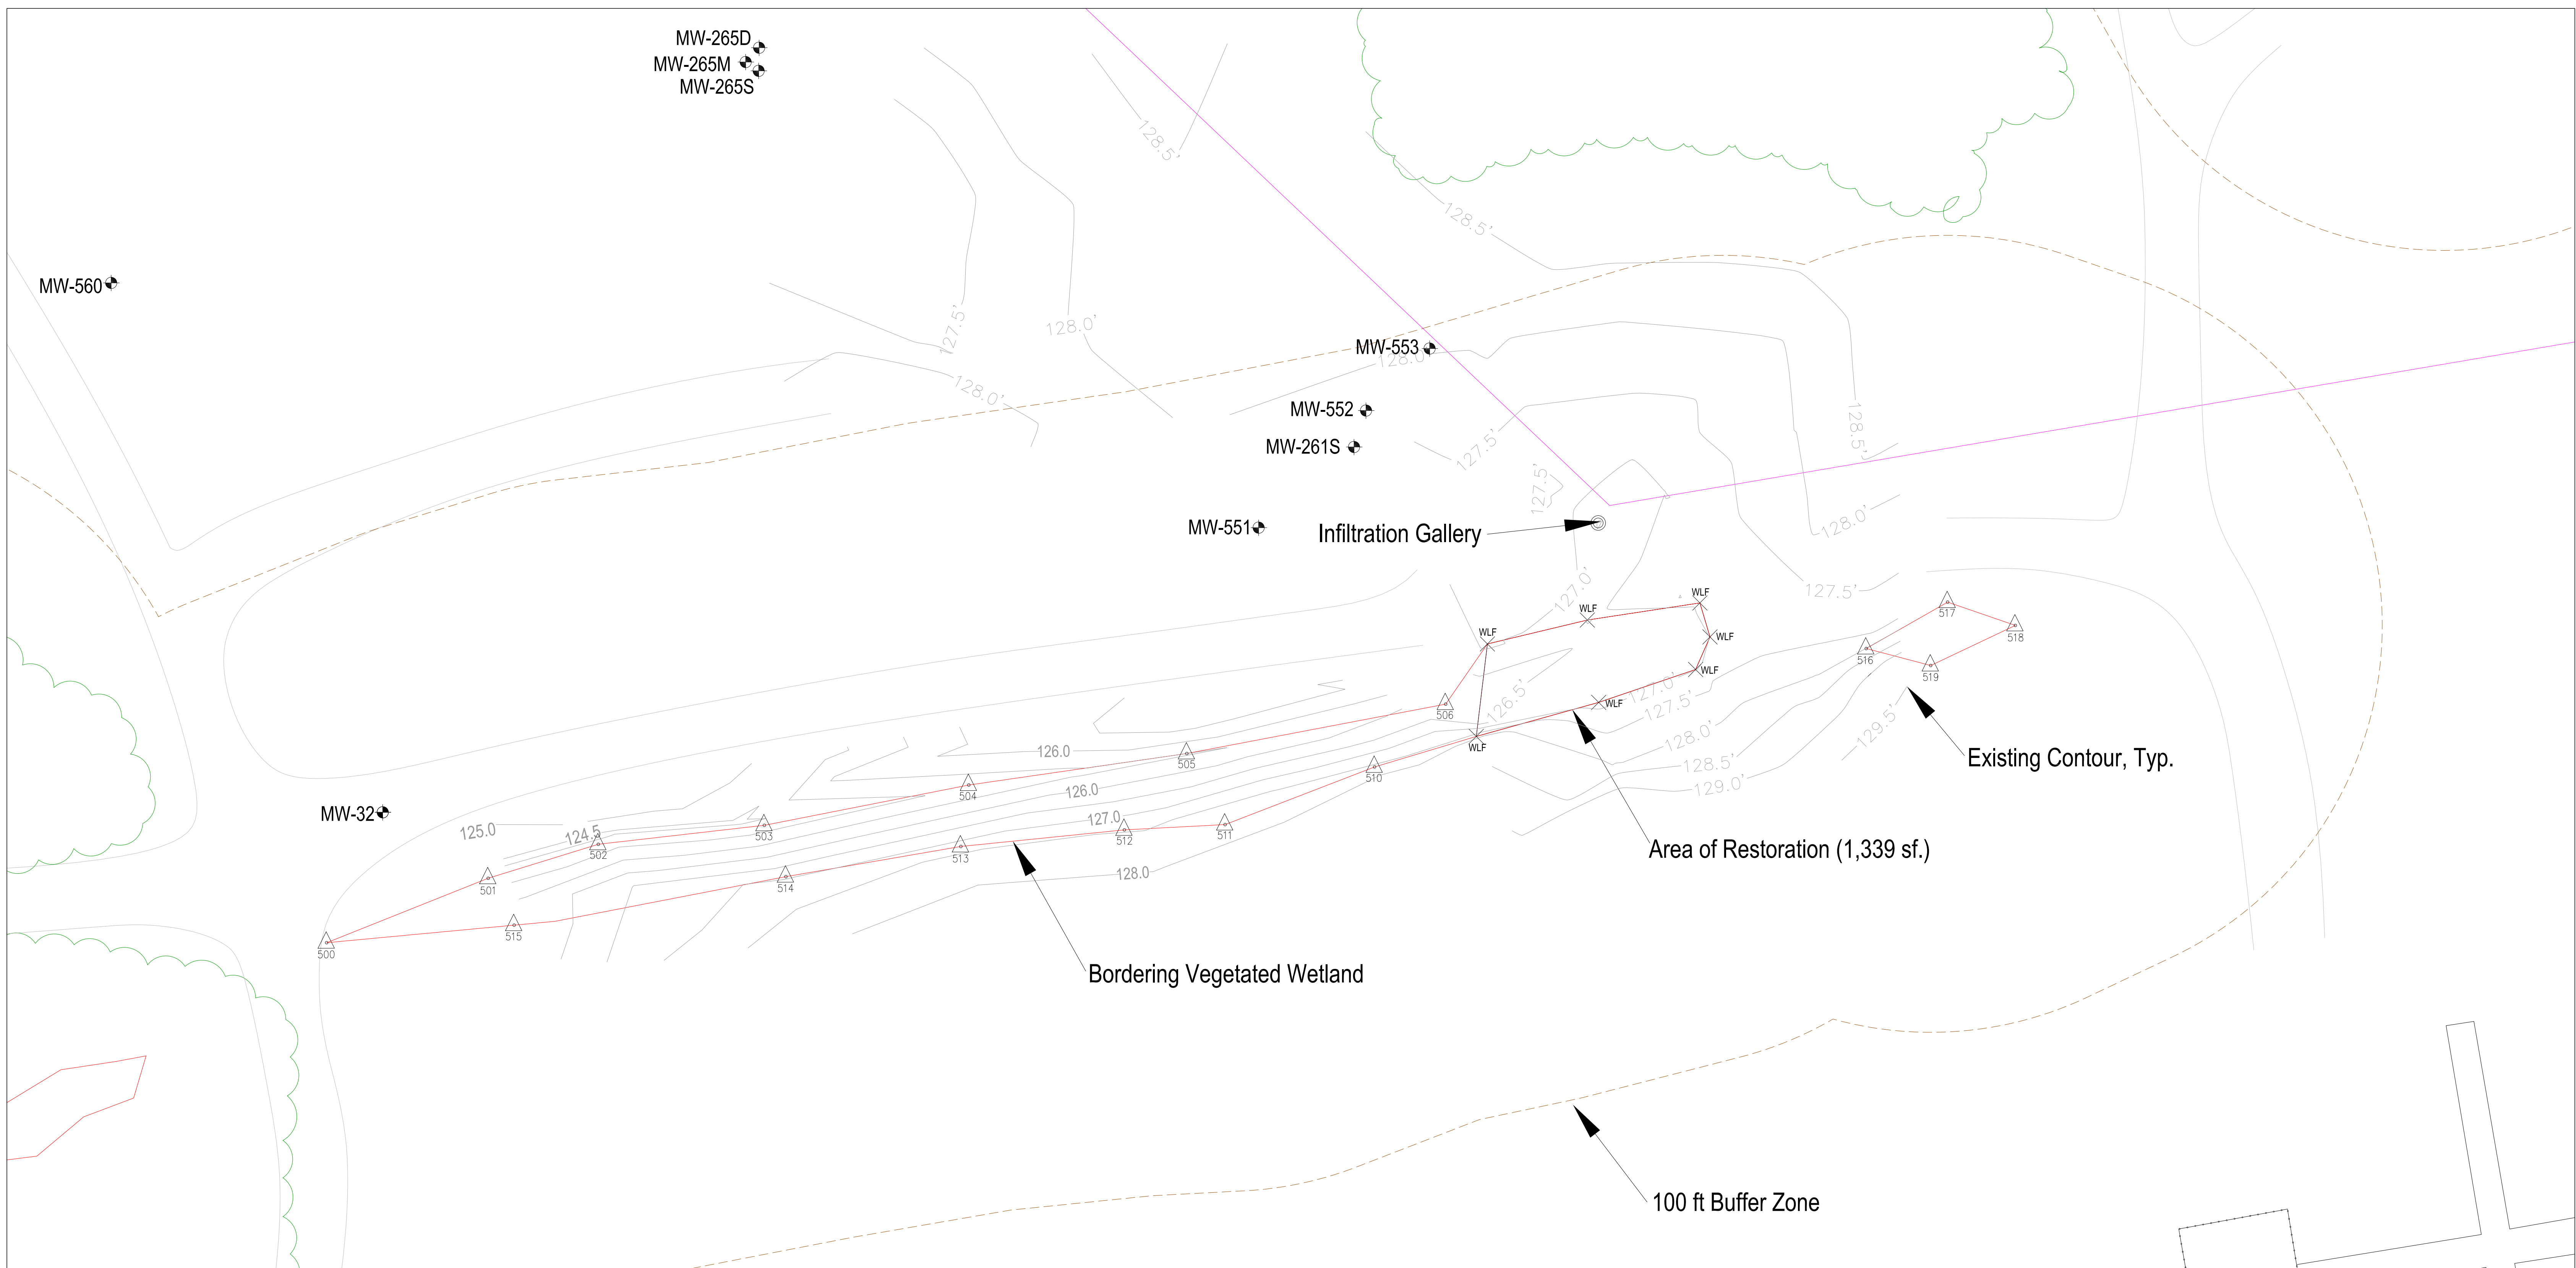 MW-265D
MW-265M
MW-265S
128.5'
128.5'
MW-560
127.5'
128.0'
MW-553
128.0'
128.0'
MW-552
128.5'
MW-261S
127.5'
127.5'
MW-551
Infiltration Gallery
128.0'
127.0'
127.5'
WLF
WLF
517
WLF
WLF
518
516
519
WLF
127.0'
WLF
506
126.5'
127.5'
WLF
128.0'
129.5'
126.0
505
510
128.5'
Existing Contour, Typ.
129.0'
504
126.0
MW-32
125.0
124.5
503
127.0
512
511
502
Area of Restoration (1,339 sf.)
513
128.0
501
514
515
500
Bordering Vegetated Wetland
100 ft Buffer Zone